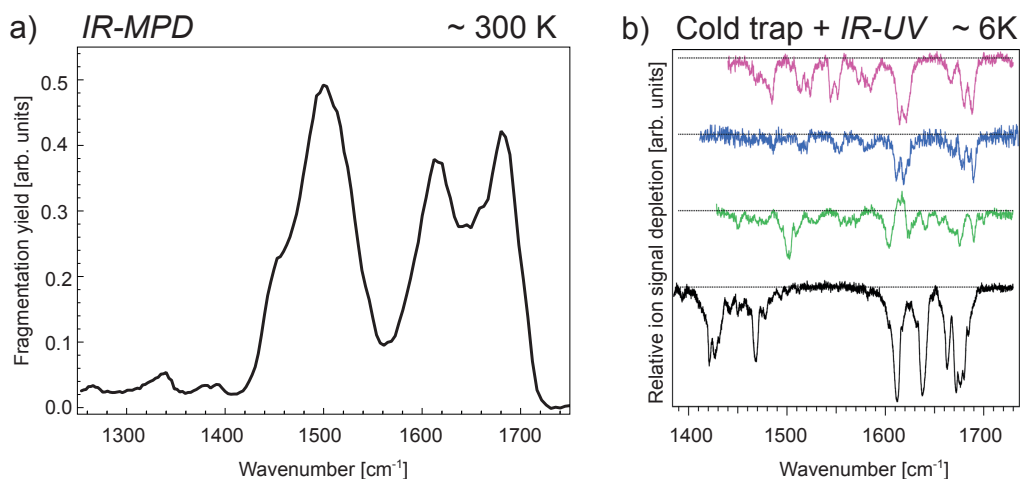 a) IR-MPD ~ 300 K
Fragmentation yield [arb. units]
0.5
0.4
0.3
0.2
0.1
0.0
1300 1400 1500 1600 1700
Wavenumber [cm-1]
b) Cold trap + IR-UV ~ 6K
Relative ion signal depletion [arb. units]
1400 1500 1600 1700
Wavenumber [cm-1]